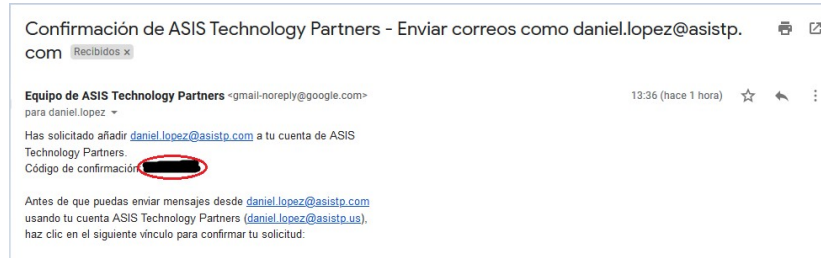 Confirmación de ASIS Technology Partners - Enviar correos como daniel.lopez@asistp.
com Recibidos x
Equipo de ASIS Technology Partners <gmail-noreply@google.com> 13:36 (hace 1 hora)
para daniel.lopez
Has solicitado añadir daniel.lopez@asistp.com a tu cuenta de ASIS
Technology Partners.
Código de confirmación
Antes de que puedas enviar mensajes desde daniel.lopez@asistp.com
usando tu cuenta ASIS Technology Partners (daniel.lopez@asistp.us),
haz clic en el siguiente vínculo para confirmar tu solicitud: